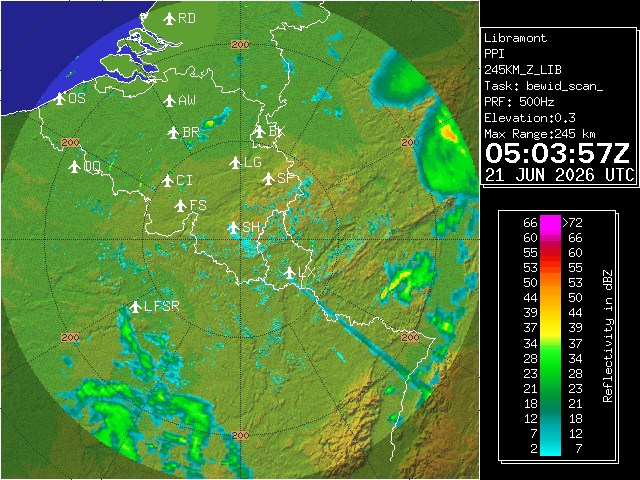 RD
200
OS
AW
BR
BK
200
200
OO
LG
CI
SP
FS
SH
LX
LFSR
200
200
200
Libramont
PPI
245KM_Z_LIB
Task: bewid_scan_
PRF: 500Hz
Elevation:0.3
Max Range:245 km
05:03:57Z
21 JUN 2026 UTC
66 >72
60 66
55 60
53 55
50 53
44 50
39 44
37 39
34 37
28 34
23 28
21 23
18 21
12 18
7 12
2 7
Reflectivity in dBZ